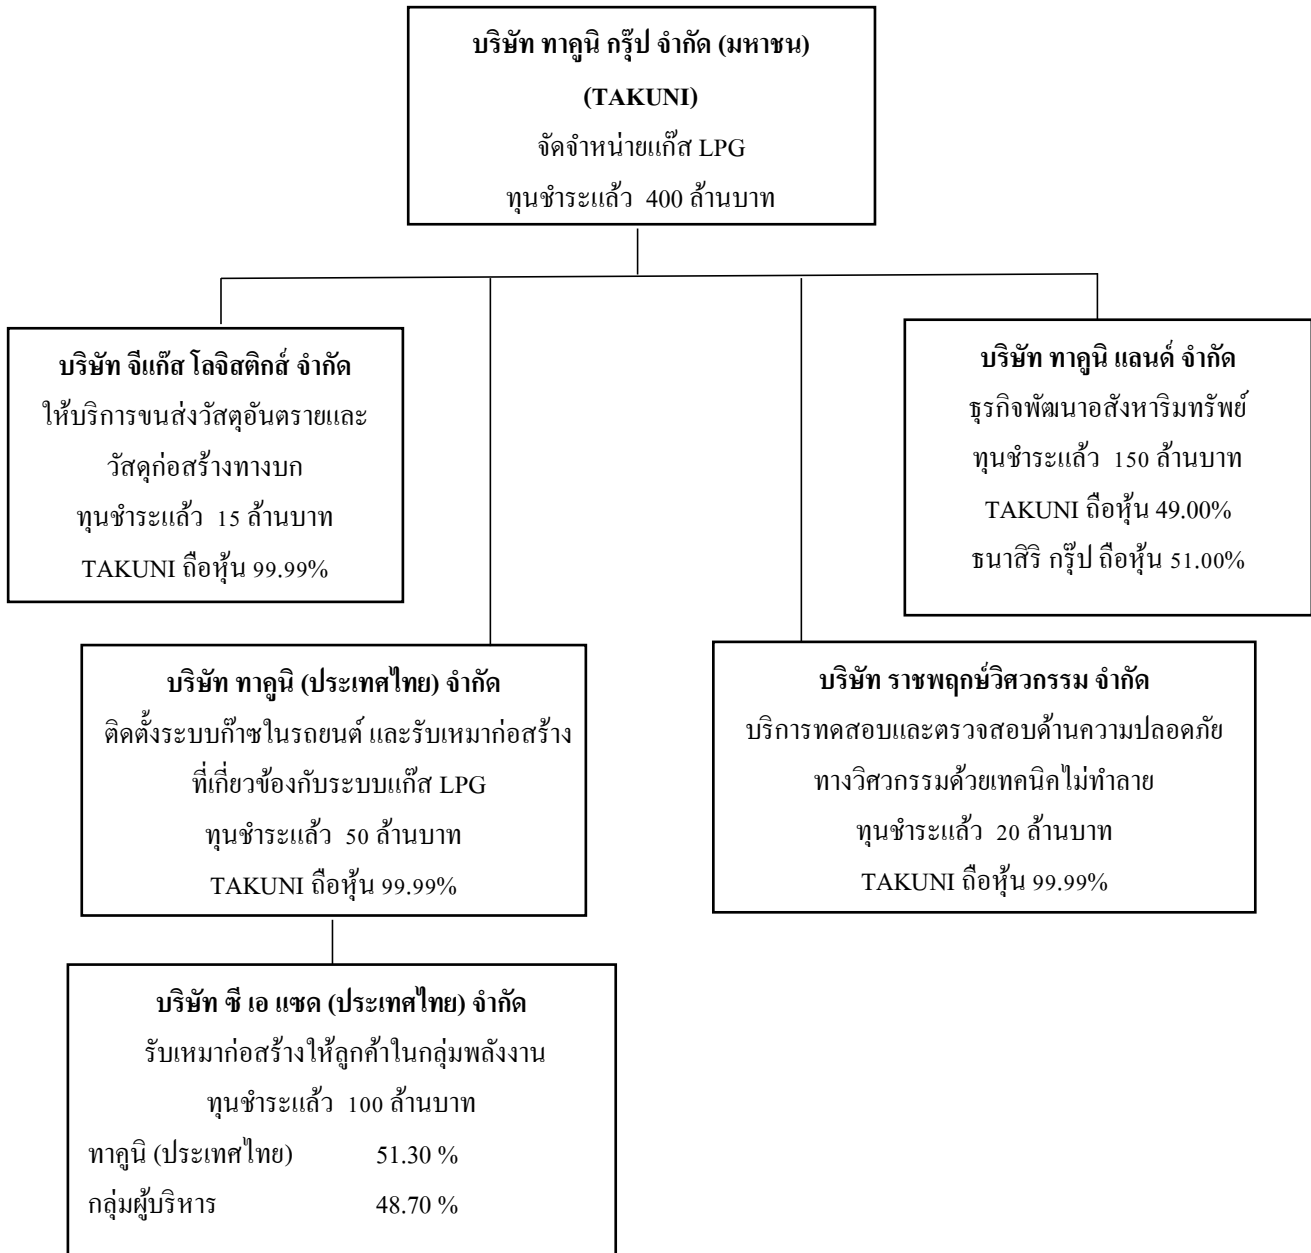 บริษัท ทาคูนิ กรุ๊ป จำกัด (มหาชน)
(TAKUNI)
จัดจำหน่ายแก๊ส LPG
ทุนชำระแล้ว 400 ล้านบาท
บริษัท จีแก๊ส โลจิสติกส์ จำกัด
ให้บริการขนส่งวัสตุอันตรายและ
วัสดุก่อสร้างทางบก
ทุนชำระแล้ว 15 ล้านบาท
TAKUNI ถือหุ้น 99.99%
บริษัท ทาคูนิ แลนด์ จำกัด
ธุรกิจพัฒนาอสังหาริมทรัพย์
ทุนชำระแล้ว 150 ล้านบาท
TAKUNI ถือหุ้น 49.00%
ธนาสิริ กรุ๊ป ถือหุ้น 51.00%
บริษัท ทาคูนิ (ประเทศไทย) จำกัด
ติดตั้งระบบก๊าซในรถยนต์ และรับเหมาก่อสร้าง
ที่เกี่ยวข้องกับระบบแก๊ส LPG
ทุนชำระแล้ว 50 ล้านบาท
TAKUNI ถือหุ้น 99.99%
บริษัท ราชพฤกษ์วิศวกรรม จำกัด
บริการทดสอบและตรวจสอบด้านความปลอดภัย
ทางวิศวกรรมด้วยเทคนิคไม่ทำลาย
ทุนชำระแล้ว 20 ล้านบาท
TAKUNI ถือหุ้น 99.99%
บริษัท ซี เอ แซด (ประเทศไทย) จำกัด
รับเหมาก่อสร้างให้ลูกค้าในกลุ่มพลังงาน
ทุนชำระแล้ว 100 ล้านบาท
ทาคูนิ (ประเทศไทย) 51.30 %
กลุ่มผู้บริหาร 48.70 %